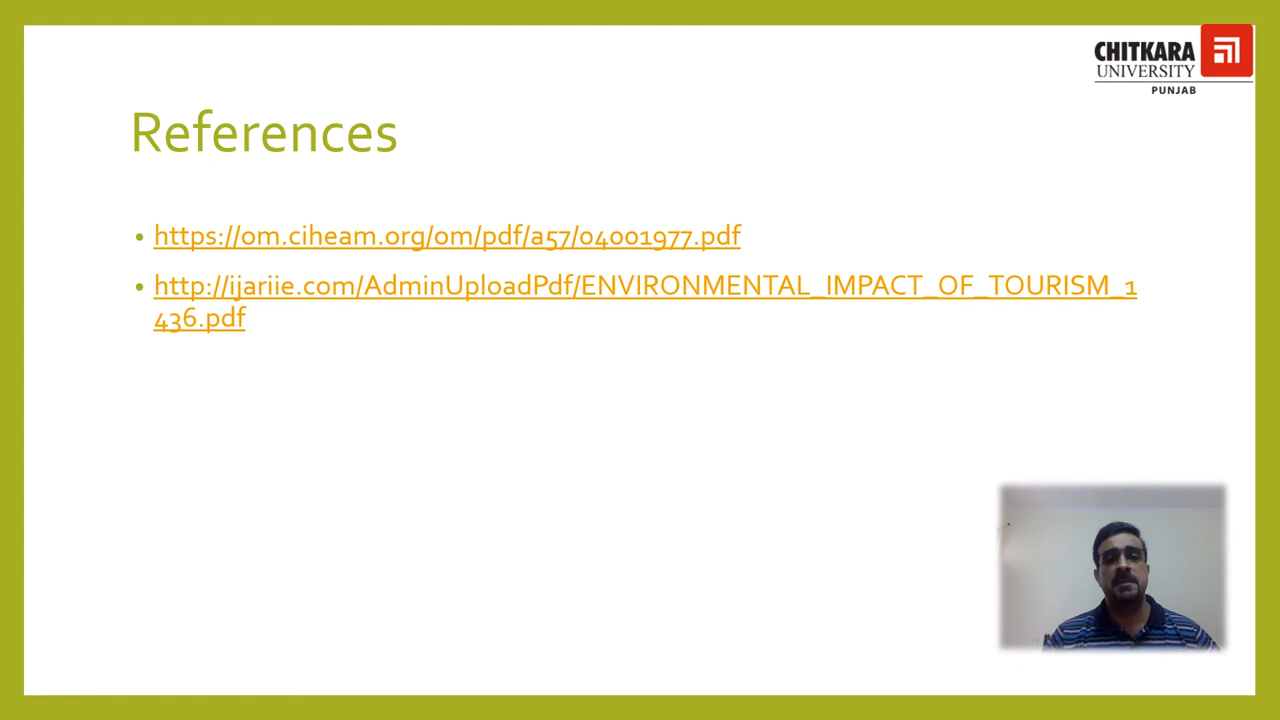 CHITKARA
UNIVERSITY
PUNJAB
References
• https://om.ciheam.org/om/pdf/a57/04001977.pdf
• http://ijariie.com/AdminUploadPdf/ENVIRONMENTAL_IMPACT_OF_TOURISM_1
436.pdf